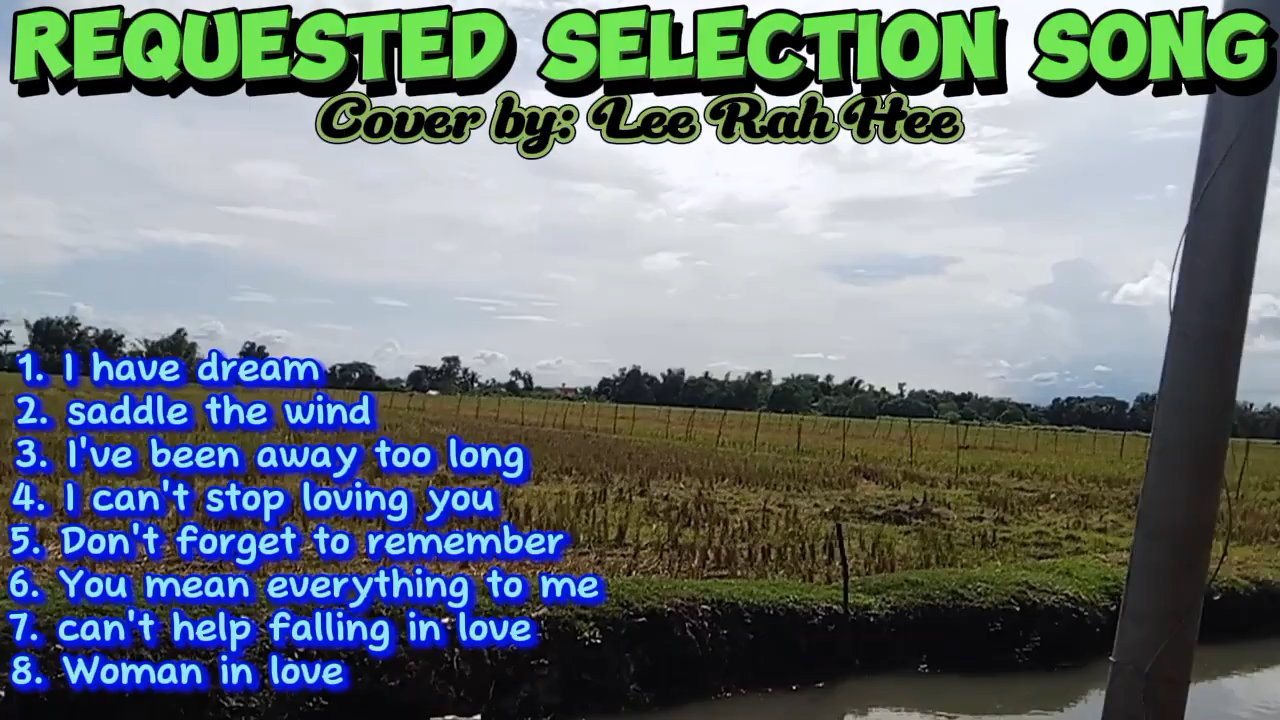 REQUESTED SELECTION SONG
Cover by: Lee Rah Hee
1. I have dream
2. saddle the wind
3. I've been away too long
4. I can't stop loving you
5. Don't forget to remember
6. You mean everything to me
7. can't help falling in love
8. Woman in love